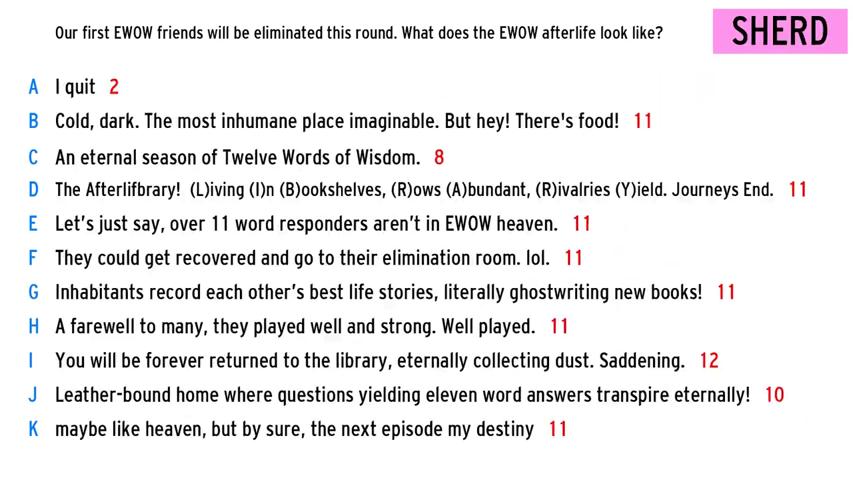 Our first EWOW friends will be eliminated this round. What does the EWOW afterlife look like?
SHERD
A I quit 2
B Cold, dark. The most inhumane place imaginable. But hey! There's food! 11
C An eternal season of Twelve Words of Wisdom. 8
D The Afterlifbrary! (L)iving (I)n (B)ookshelves, (R)ows (A)bundant, (R)ivalries (Y)ield. Journeys End. 11
E Let's just say, over 11 word responders aren't in EWOW heaven. 11
F They could get recovered and go to their elimination room. lol. 11
G Inhabitants record each other's best life stories, literally ghostwriting new books! 11
H A farewell to many, they played well and strong. Well played. 11
I You will be forever returned to the library, eternally collecting dust. Saddening. 12
J Leather-bound home where questions yielding eleven word answers transpire eternally! 10
K maybe like heaven, but by sure, the next episode my destiny 11